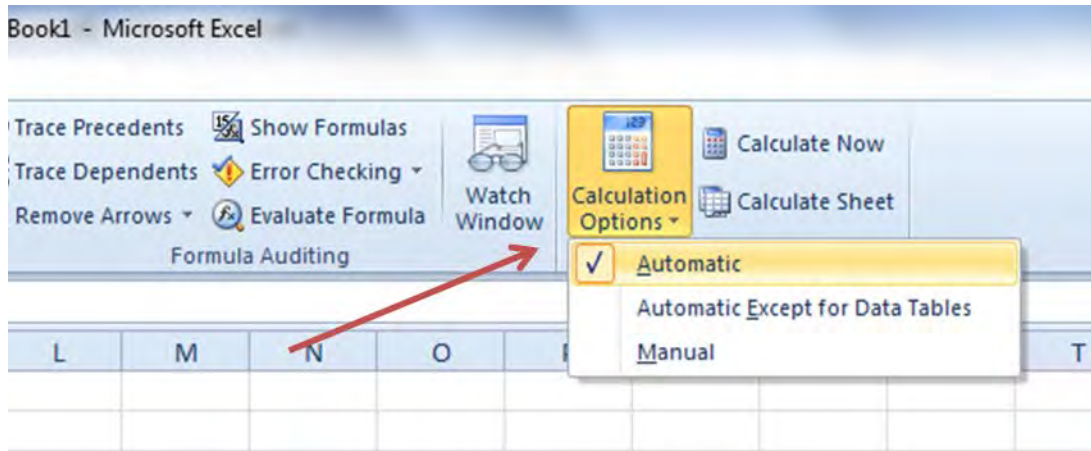 Book1 - Microsoft Excel
Trace Precedents
Show Formulas
Trace Dependents
Error Checking
Remove Arrows
Evaluate Formula
Watch
Window
Formula Auditing
Calculation
Options
Calculate Now
Calculate Sheet
Automatic
Automatic Except for Data Tables
Manual
L M N O T